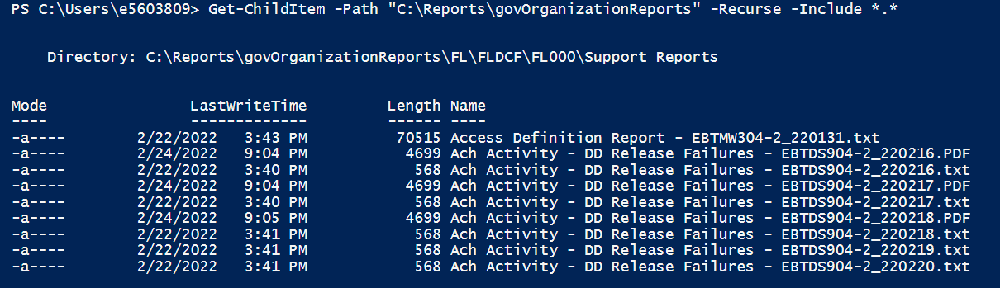 PS C:\Users\e5603809> Get-ChildItem -Path "C:\Reports\govOrganizationReports" -Recurse -Include *.*
Directory: C:\Reports\govOrganizationReports\FL\FLDCF\FL000\Support Reports
Mode LastWriteTime Length Name
---- ------------- ------ ----
-a---- 2/22/2022 3:43 PM 70515 Access Definition Report - EBTMW304-2_220131.txt
-a---- 2/24/2022 9:04 PM 4699 Ach Activity - DD Release Failures - EBTDS904-2_220216.PDF
-a---- 2/22/2022 3:40 PM 568 Ach Activity - DD Release Failures - EBTDS904-2_220216.txt
-a---- 2/24/2022 9:04 PM 4699 Ach Activity - DD Release Failures - EBTDS904-2_220217.PDF
-a---- 2/22/2022 3:40 PM 568 Ach Activity - DD Release Failures - EBTDS904-2_220217.txt
-a---- 2/24/2022 9:05 PM 4699 Ach Activity - DD Release Failures - EBTDS904-2_220218.PDF
-a---- 2/22/2022 3:41 PM 568 Ach Activity - DD Release Failures - EBTDS904-2_220218.txt
-a---- 2/22/2022 3:41 PM 568 Ach Activity - DD Release Failures - EBTDS904-2_220219.txt
-a---- 2/22/2022 3:41 PM 568 Ach Activity - DD Release Failures - EBTDS904-2_220220.txt